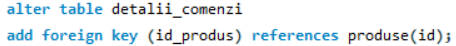 alter table detalii_comenzi
add foreign key (id_produs) references produse(id);